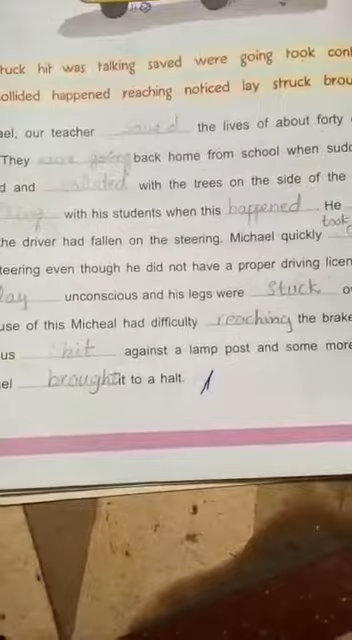 tuck hit was talking saved were going took
ollided happened reaching noticed lay struck brou
ael, our teacher saved the lives of about forty
They were going back home from school when sudd
d and collided with the trees on the side of the
with his students when this happened. He
took
he driver had fallen on the steering. Michael quickly
teering even though he did not have a proper driving licen
lay unconscious and his legs were stuck
use of this Micheal had difficulty reaching the brake
us hit against a lamp post and some more
el brought it to a halt.